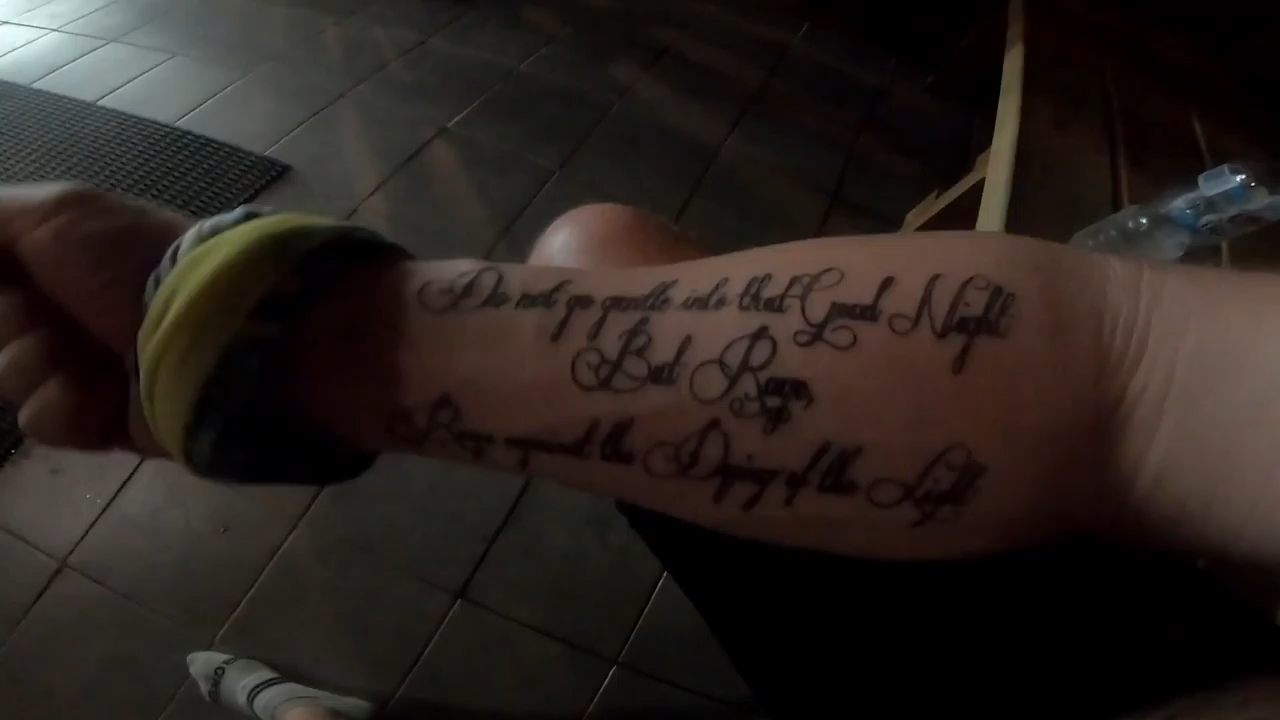 Do not go gentle into that Good Night
But Rage,
Rage against the Dying of the Light